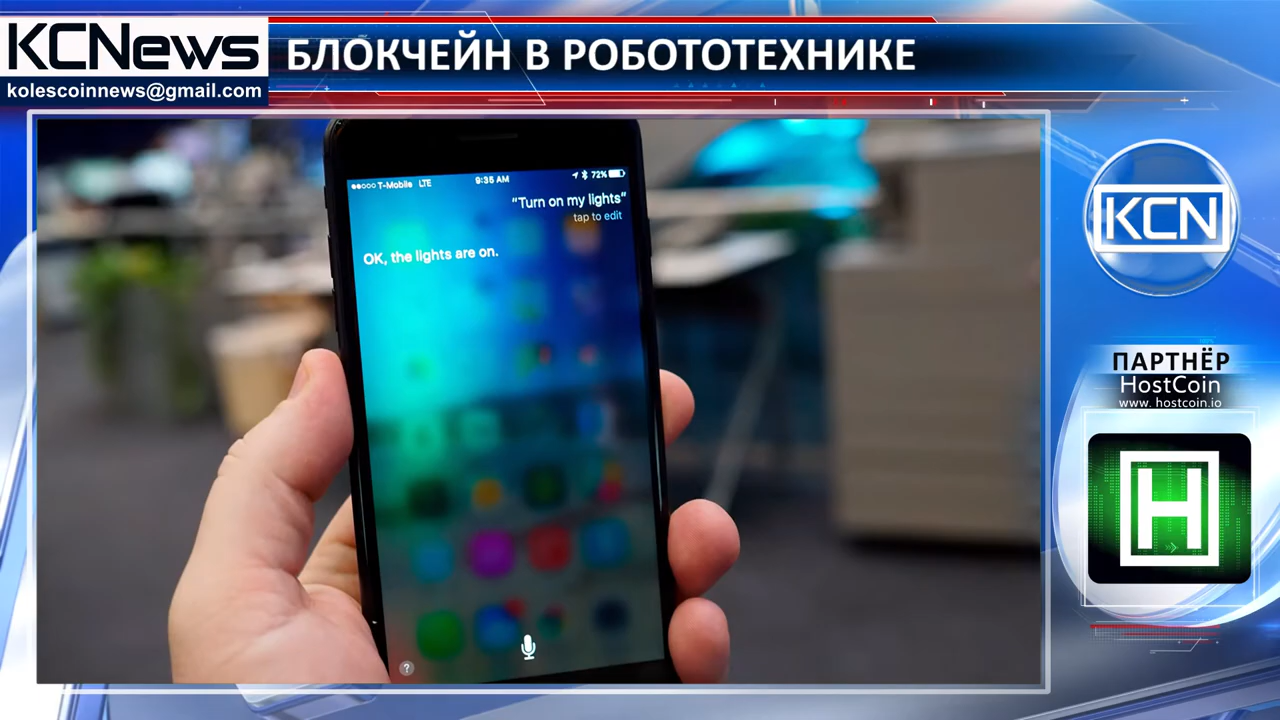 KCNews
kolescoinnews@gmail.com
БЛОКЧЕЙН В РОБОТОТЕХНИКЕ
T-Mobile LTE
9:35 AM
72%
“Turn on my lights”
tap to edit
OK, the lights are on.
?
KCN
ПАРТНЁР
HostCoin
www. hostcoin.io
H